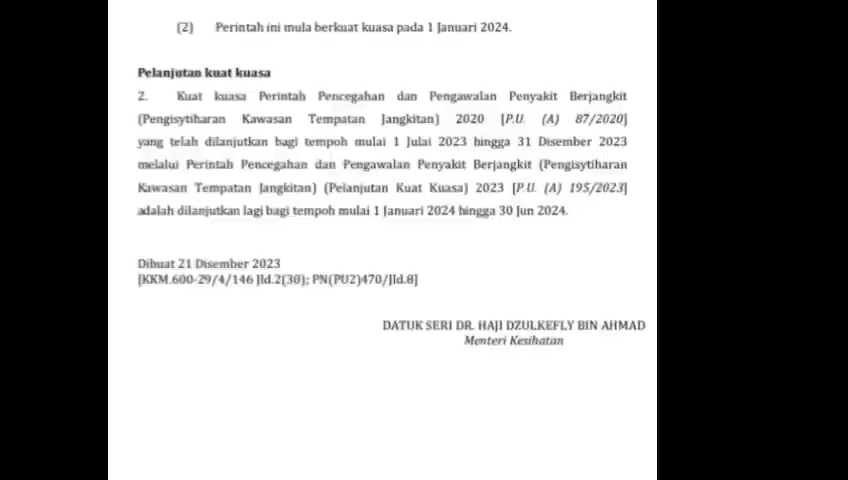 (2) Perintah ini mula berkuat kuasa pada 1 Januari 2024.
Pelanjutan kuat kuasa
2. Kuat kuasa Perintah Pencegahan dan Pengawalan Penyakit Berjangkit
(Pengisytiharan Kawasan Tempatan Jangkitan) 2020 [P.U. (A) 87/2020]
yang telah dilanjutkan bagi tempoh mulai 1 Julai 2023 hingga 31 Disember 2023
melalui Perintah Pencegahan dan Pengawalan Penyakit Berjangkit (Pengisytiharan
Kawasan Tempatan Jangkitan) (Pelanjutan Kuat Kuasa) 2023 [P.U. (A) 195/2023]
adalah dilanjutkan lagi bagi tempoh mulai 1 Januari 2024 hingga 30 Jun 2024.
Dibuat 21 Disember 2023
[KKM.600-29/4/146 Jld.2(30); PN(PU2)470/Jld.8]
DATUK SERI DR. HAJI DZULKEFLY BIN AHMAD
Menteri Kesihatan